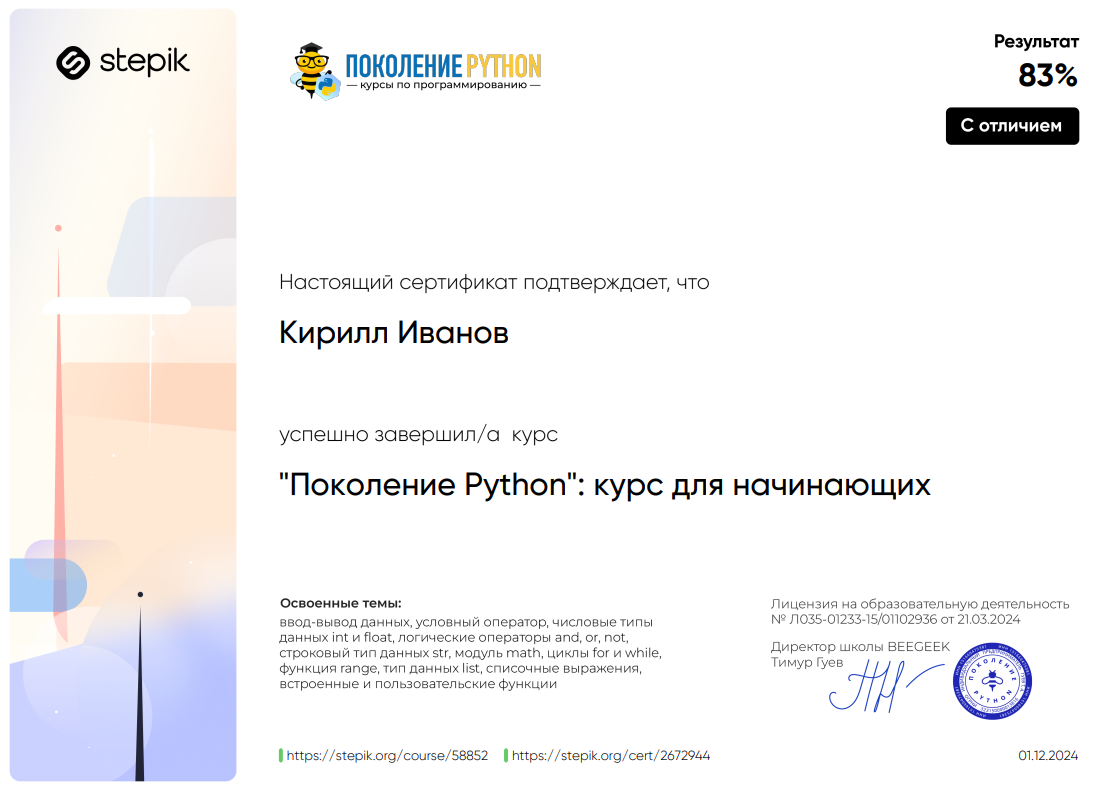 stepik
ПОКОЛЕНИЕ PYTHON
— курсы по программированию —
Результат
83%
С отличием
Настоящий сертификат подтверждает, что
Кирилл Иванов
успешно завершил/а курс
"Поколение Python": курс для начинающих
Освоенные темы:
ввод-вывод данных, условный оператор, числовые типы
данных int и float, логические операторы and, or, not,
строковый тип данных str, модуль math, циклы for и while,
функция range, тип данных list, списочные выражения,
встроенные и пользовательские функции
Лицензия на образовательную деятельность
№ Л035-01233-15/01102936 от 21.03.2024
Директор школы BEEGEEK
Тимур Гуев
ПОКОЛЕНИЕ
PYTHON
https://stepik.org/course/58852
https://stepik.org/cert/2672944
01.12.2024